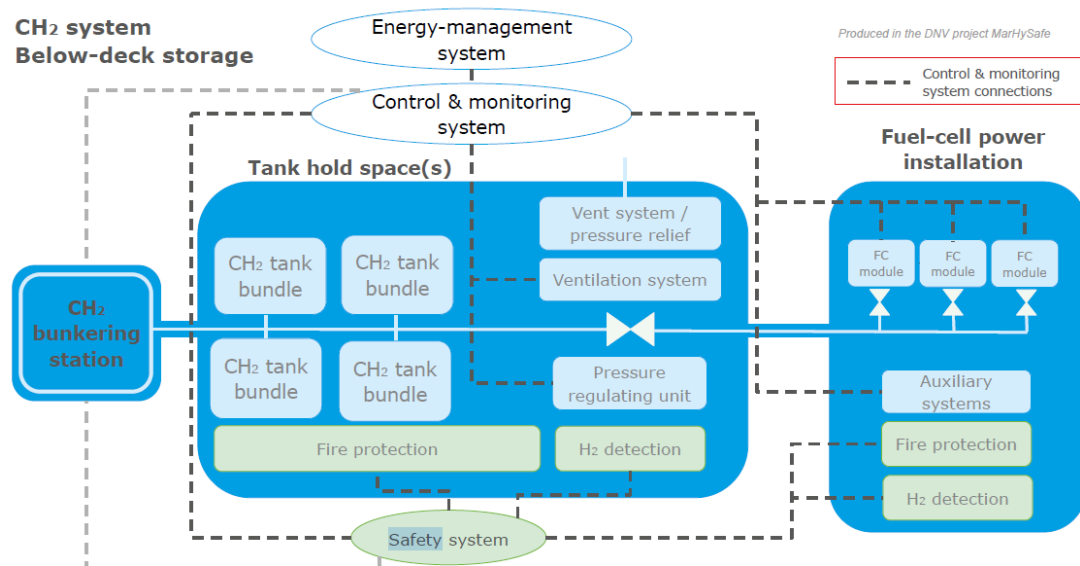 CH₂ system
Below-deck storage
Energy-management
system
Produced in the DNV project MarHySafe
Control & monitoring
system connections
Control & monitoring
system
Fuel-cell power
installation
Tank hold space(s)
Vent system /
pressure relief
CH₂ tank
bundle
CH₂ tank
bundle
Ventilation system
FC
module
FC
module
FC
module
CH₂
bunkering
station
CH₂ tank
bundle
CH₂ tank
bundle
Pressure
regulating unit
Auxiliary
systems
Fire protection
H₂ detection
Fire protection
H₂ detection
Safety system